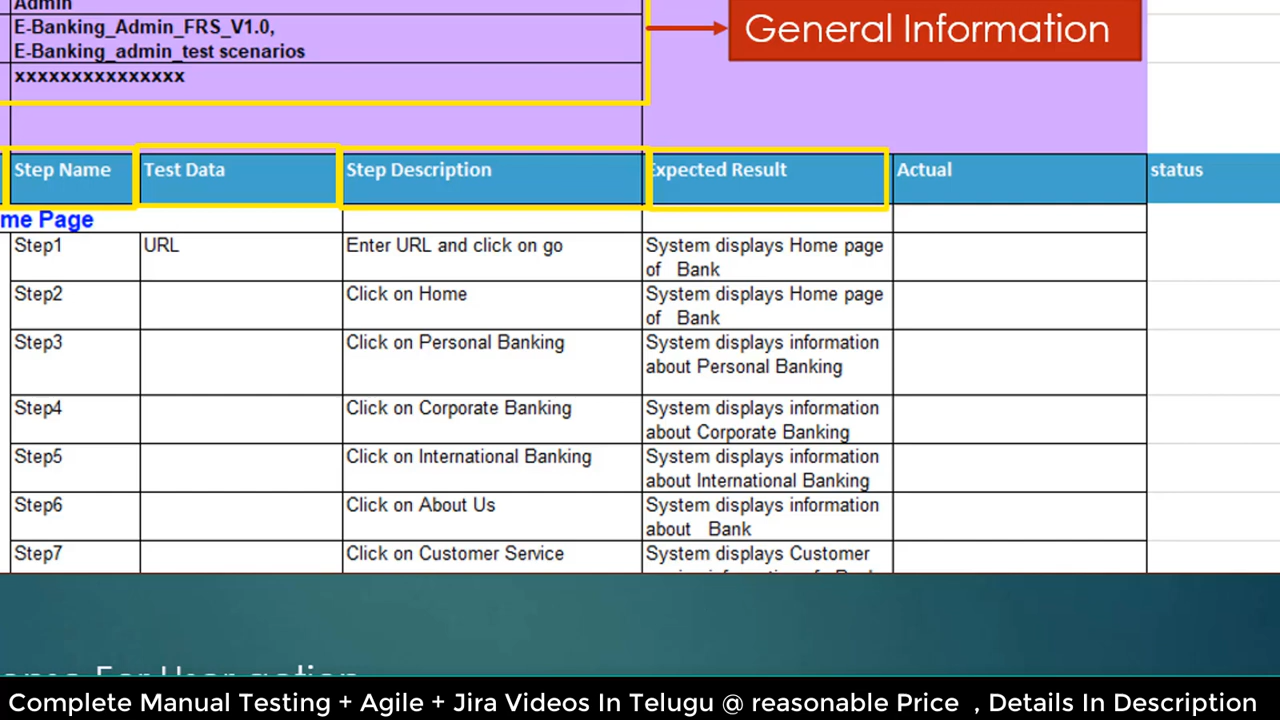 Admin
General Information
E-Banking_Admin_FRS_V1.0,
E-Banking_admin_test scenarios
xxxxxxxxxxxxxxx
Step Name Test Data Step Description Expected Result Actual status
me Page
Step1 URL Enter URL and click on go System displays Home page
of Bank
Step2 Click on Home System displays Home page
of Bank
Step3 Click on Personal Banking System displays information
about Personal Banking
Step4 Click on Corporate Banking System displays information
about Corporate Banking
Step5 Click on International Banking System displays information
about International Banking
Step6 Click on About Us System displays information
about Bank
Step7 Click on Customer Service System displays Customer
For User action
Complete Manual Testing + Agile + Jira Videos In Telugu @ reasonable Price , Details In Description